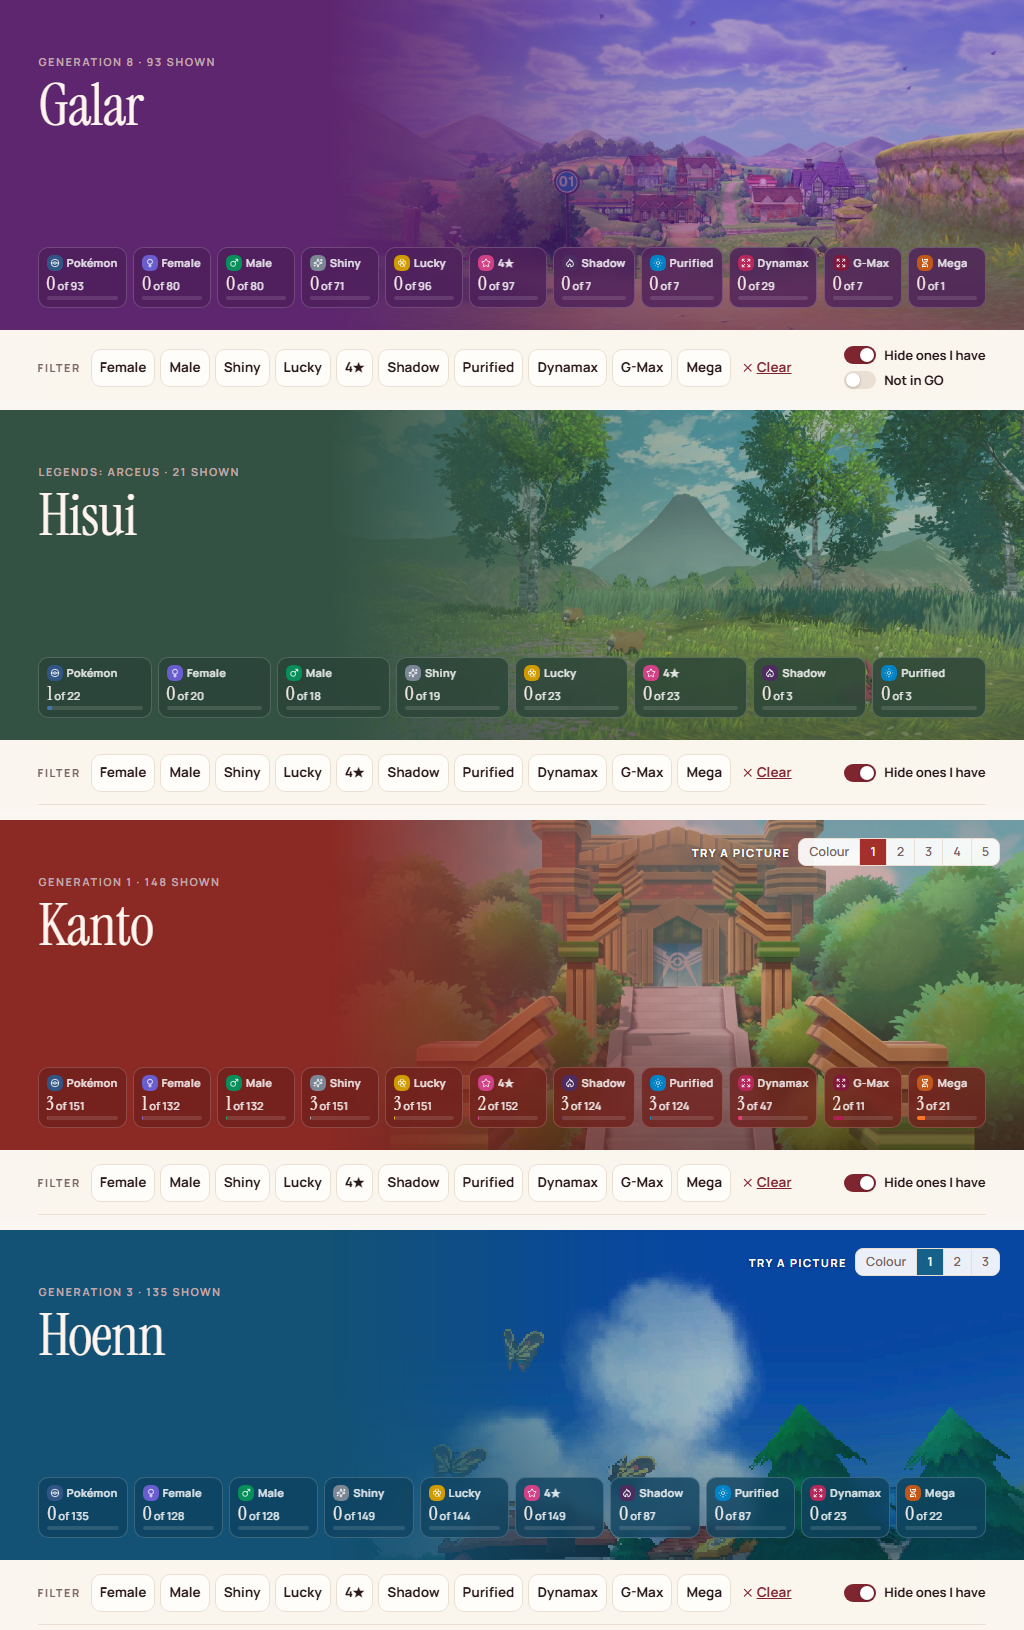 GENERATION 8 · 93 SHOWN
Galar
01
Pokémon Female Male Shiny Lucky 4★ Shadow Purified Dynamax G-Max Mega
0 of 93 0 of 80 0 of 80 0 of 71 0 of 96 0 of 97 0 of 7 0 of 7 0 of 29 0 of 7 0 of 1
FILTER Female Male Shiny Lucky 4★ Shadow Purified Dynamax G-Max Mega × Clear Hide ones I have
Not in GO
LEGENDS: ARCEUS · 21 SHOWN
Hisui
Pokémon Female Male Shiny Lucky 4★ Shadow Purified
1 of 22 0 of 20 0 of 18 0 of 19 0 of 23 0 of 23 0 of 3 0 of 3
FILTER Female Male Shiny Lucky 4★ Shadow Purified Dynamax G-Max Mega × Clear Hide ones I have
TRY A PICTURE Colour 1 2 3 4 5
GENERATION 1 · 148 SHOWN
Kanto
Pokémon Female Male Shiny Lucky 4★ Shadow Purified Dynamax G-Max Mega
3 of 151 1 of 132 1 of 132 3 of 151 3 of 151 2 of 152 3 of 124 3 of 124 3 of 47 2 of 11 3 of 21
FILTER Female Male Shiny Lucky 4★ Shadow Purified Dynamax G-Max Mega × Clear Hide ones I have
TRY A PICTURE Colour 1 2 3
GENERATION 3 · 135 SHOWN
Hoenn
Pokémon Female Male Shiny Lucky 4★ Shadow Purified Dynamax Mega
0 of 135 0 of 128 0 of 128 0 of 149 0 of 144 0 of 149 0 of 87 0 of 87 0 of 23 0 of 22
FILTER Female Male Shiny Lucky 4★ Shadow Purified Dynamax G-Max Mega × Clear Hide ones I have